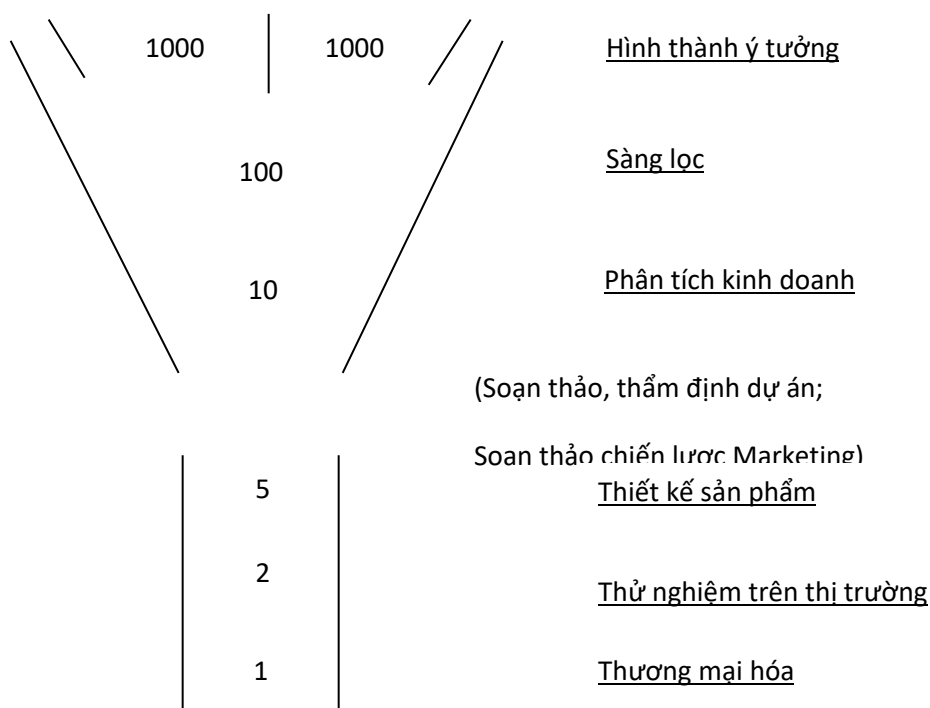 1000 1000 Hình thành ý tưởng
100 Sàng lọc
10 Phân tích kinh doanh
(Soạn thảo, thẩm định dự án;
Soạn thảo chiến lược Marketing)
5 Thiết kế sản phẩm
2 Thử nghiệm trên thị trường
1 Thương mại hóa